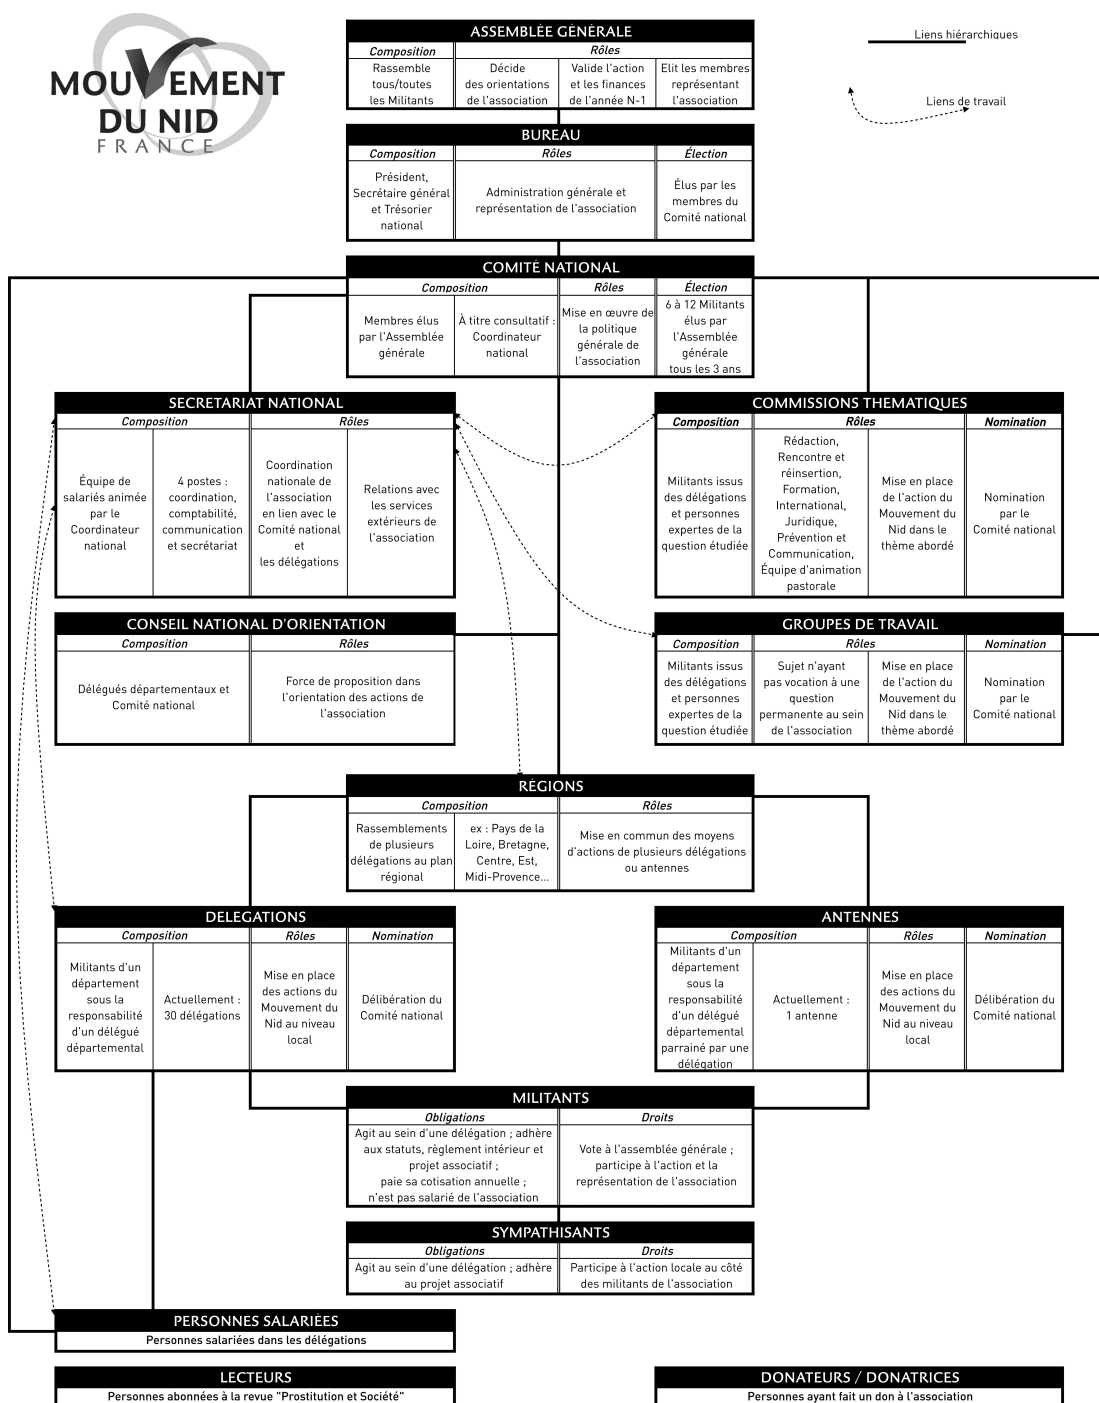 MOUVEMENT
DU NID
FRANCE
Liens hiérarchiques
Liens de travail
ASSEMBLÉE GÉNÉRALE
Composition
Rôles
Rassemble
tous/toutes
les Militants
Décide
des orientations
de l'association
Valide l'action
et les finances
de l'année N-1
Elit les membres
représentant
l'association
BUREAU
Composition
Rôles
Élection
Président,
Secrétaire général
et Trésorier
national
Administration générale et
représentation de l'association
Élus par les
membres du
Comité national
COMITÉ NATIONAL
Composition
Rôles
Élection
Membres élus
par l'Assemblée
générale
À titre consultatif :
Coordinateur
national
Mise en œuvre de
la politique
générale de
l'association
6 à 12 Militants
élus par
l'Assemblée
générale
tous les 3 ans
SECRETARIAT NATIONAL
Composition
Rôles
Équipe de
salariés animée
par le
Coordinateur
national
4 postes :
coordination,
comptabilité,
communication
et secrétariat
Coordination
nationale de
l'association
en lien avec le
Comité national
et
les délégations
Relations avec
les services
extérieurs de
l'association
COMMISSIONS THEMATIQUES
Composition
Rôles
Nomination
Militants issus
des délégations
et personnes
expertes de la
question étudiée
Rédaction,
Rencontre et
réinsertion,
Formation,
International,
Juridique,
Prévention et
Communication,
Équipe d'animation
pastorale
Mise en place
de l'action du
Mouvement du
Nid dans le
thème abordé
Nomination
par le
Comité national
CONSEIL NATIONAL D'ORIENTATION
Composition
Rôles
Délégués départementaux et
Comité national
Force de proposition dans
l'orientation des actions de
l'association
GROUPES DE TRAVAIL
Composition
Rôles
Nomination
Militants issus
des délégations
et personnes
expertes de la
question étudiée
Sujet n'ayant
pas vocation à une
question
permanente au sein
de l'association
Mise en place
de l'action du
Mouvement du
Nid dans le
thème abordé
Nomination
par le
Comité national
RÉGIONS
Composition
Rôles
Rassemblements
de plusieurs
délégations au plan
régional
ex : Pays de la
Loire, Bretagne,
Centre, Est,
Midi-Provence...
Mise en commun des moyens
d'actions de plusieurs délégations
ou antennes
DELEGATIONS
Composition
Rôles
Nomination
Militants d'un
département
sous la
responsabilité
d'un délégué
départemental
Actuellement :
30 délégations
Mise en place
des actions du
Mouvement du
Nid au niveau
local
Délibération du
Comité national
ANTENNES
Composition
Rôles
Nomination
Militants d'un
département
sous la
responsabilité
d'un délégué
départemental
parrainé par une
délégation
Actuellement :
1 antenne
Mise en place
des actions du
Mouvement du
Nid au niveau
local
Délibération du
Comité national
MILITANTS
Obligations
Droits
Agit au sein d'une délégation ; adhère
aux statuts, règlement intérieur et
projet associatif ;
paie sa cotisation annuelle ;
n'est pas salarié de l'association
Vote à l'assemblée générale ;
participe à l'action et la
représentation de l'association
SYMPATHISANTS
Obligations
Droits
Agit au sein d'une délégation ; adhère
au projet associatif
Participe à l'action locale au côté
des militants de l'association
PERSONNES SALARIÉES
Personnes salariées dans les délégations
LECTEURS
Personnes abonnées à la revue "Prostitution et Société"
DONATEURS / DONATRICES
Personnes ayant fait un don à l'association